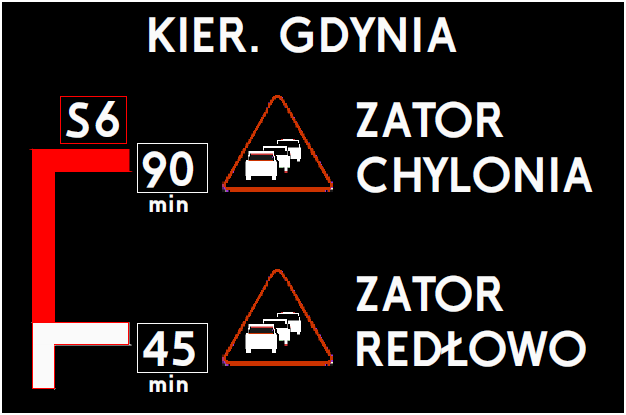 KIER. GDYNIA
S6
90
min
ZATOR
CHYLONIA
45
min
ZATOR
REDŁOWO